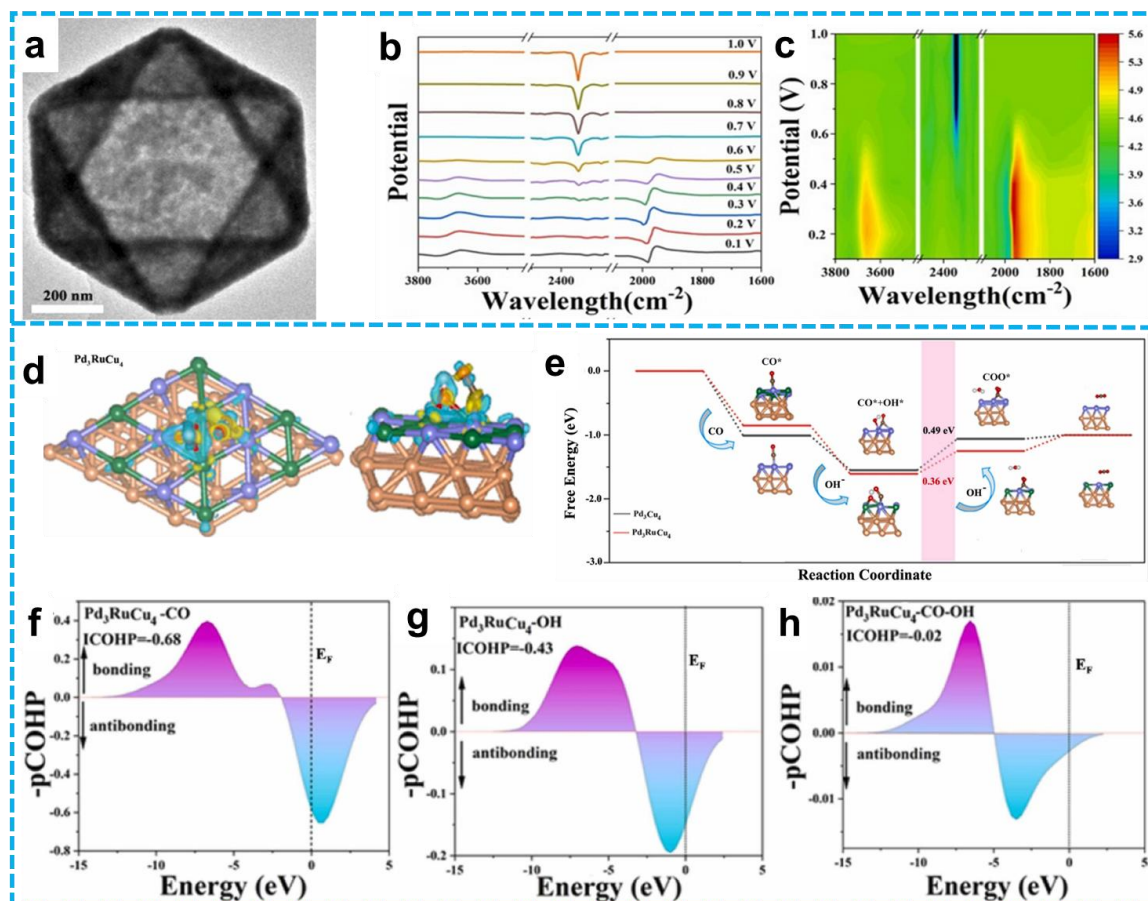 a
200 nm
b
Potential
1.0 V
0.9 V
0.8 V
0.7 V
0.6 V
0.5 V
0.4 V
0.3 V
0.2 V
0.1 V
3800 3600 2400 2000 1800 1600
Wavelength(cm⁻²)
c
Potential (V)
1.0
0.8
0.6
0.4
0.2
3800 3600 2400 2000 1800 1600
Wavelength(cm⁻²)
5.6
5.4
5.1
4.9
4.6
4.4
4.1
3.9
3.6
3.4
3.1
2.9
d
Pd₃RuCu₄
e
Free Energy (eV)
0.0
-1.0
-2.0
-3.0
CO*
CO*+OH*
COO*
CO
OH⁻
OH⁻
0.49 eV
0.36 eV
Pd₃Cu₄
Pd₃RuCu₄
Reaction Coordinate
f
Pd₃RuCu₄ -CO
ICOHP=-0.68
bonding
antibonding
E_F
-pCOHP
0.4
0.2
0.0
-0.2
-0.4
-0.6
-0.8
-15 -10 -5 0 5
Energy (eV)
g
Pd₃RuCu₄-OH
ICOHP=-0.43
bonding
antibonding
E_F
-pCOHP
0.1
0.0
-0.1
-0.2
-15 -10 -5 0 5
Energy (eV)
h
Pd₃RuCu₄-CO-OH
ICOHP=-0.02
bonding
antibonding
E_F
-pCOHP
0.02
0.01
0.00
-0.01
-15 -10 -5 0 5
Energy (eV)